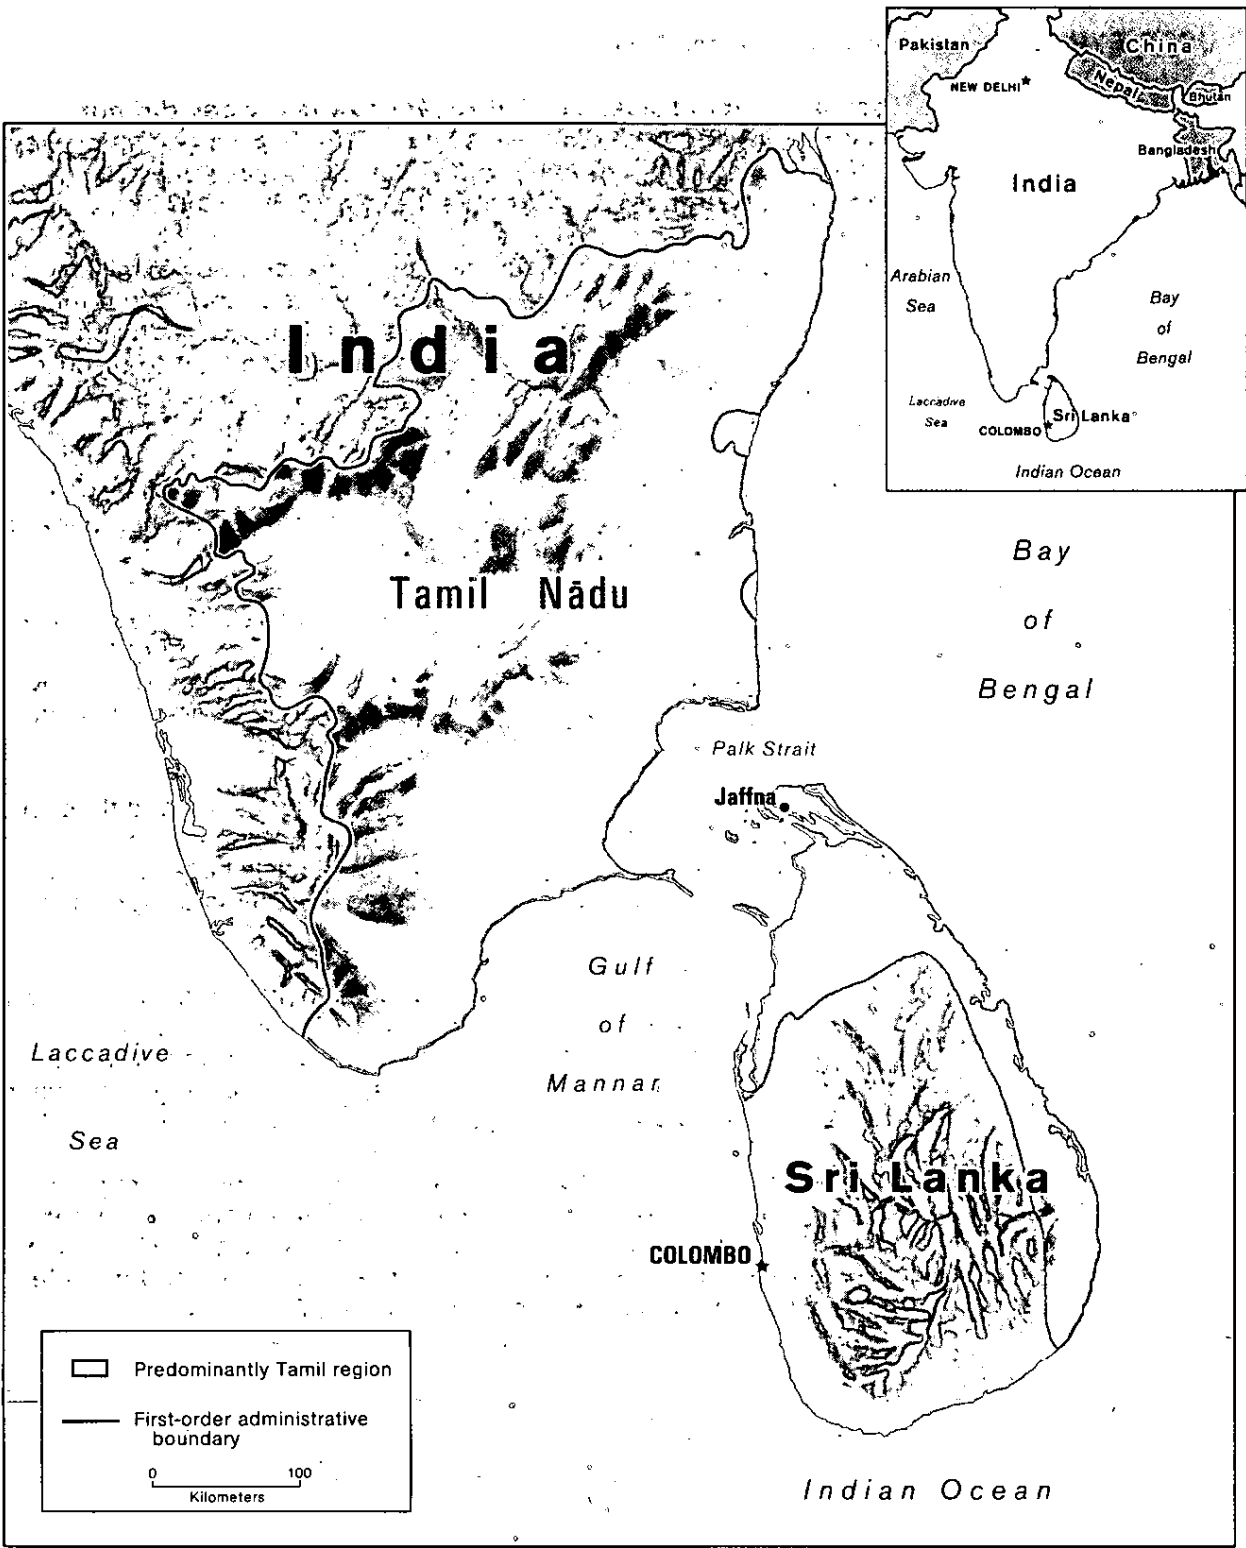 Pakistan
China
NEW DELHI
Nepal
Bhutan
Bangladesh
India
Arabian
Sea
Bay
of
Bengal
Laccadive
Sea
Sri Lanka
COLOMBO
Indian Ocean
India
Tamil Nādu
Bay
of
Bengal
Palk Strait
Jaffna
Gulf
of
Mannar
Laccadive
Sea
Sri Lanka
COLOMBO
Predominantly Tamil region
First-order administrative
boundary
0 100
Kilometers
Indian Ocean